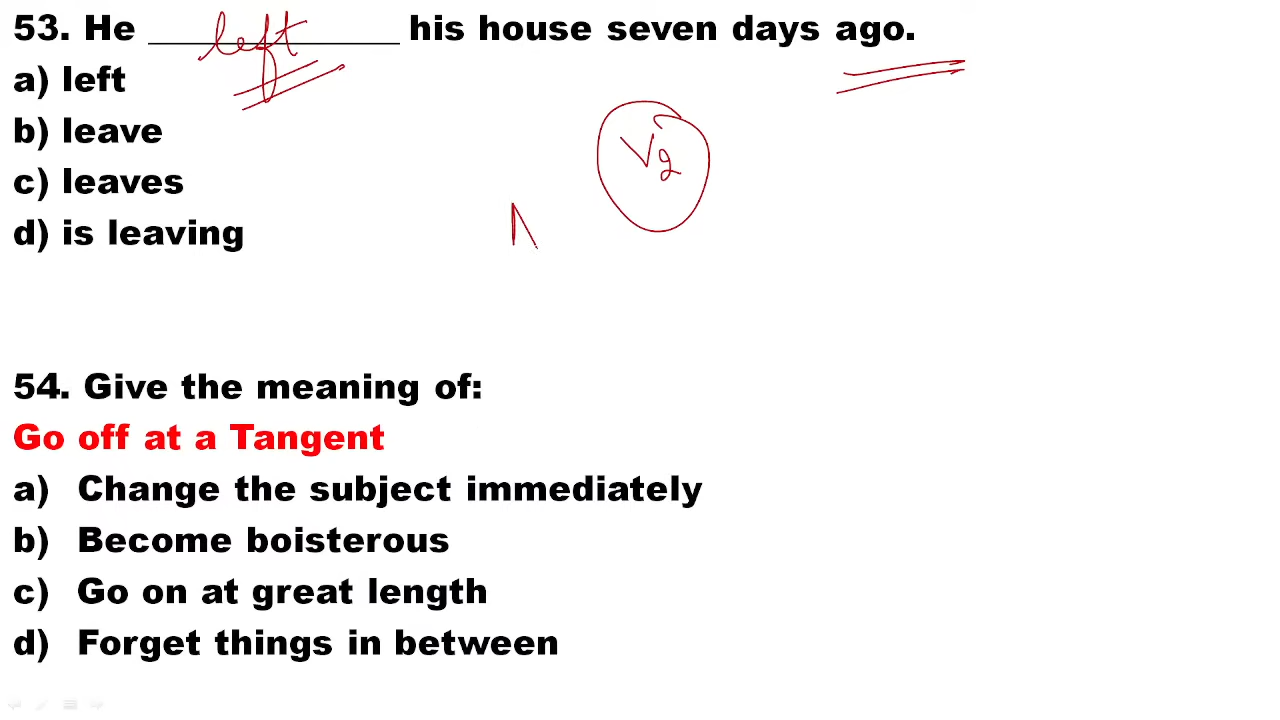 53. He left his house seven days ago.
a) left
b) leave
V2
c) leaves
d) is leaving
54. Give the meaning of:
Go off at a Tangent
a) Change the subject immediately
b) Become boisterous
c) Go on at great length
d) Forget things in between